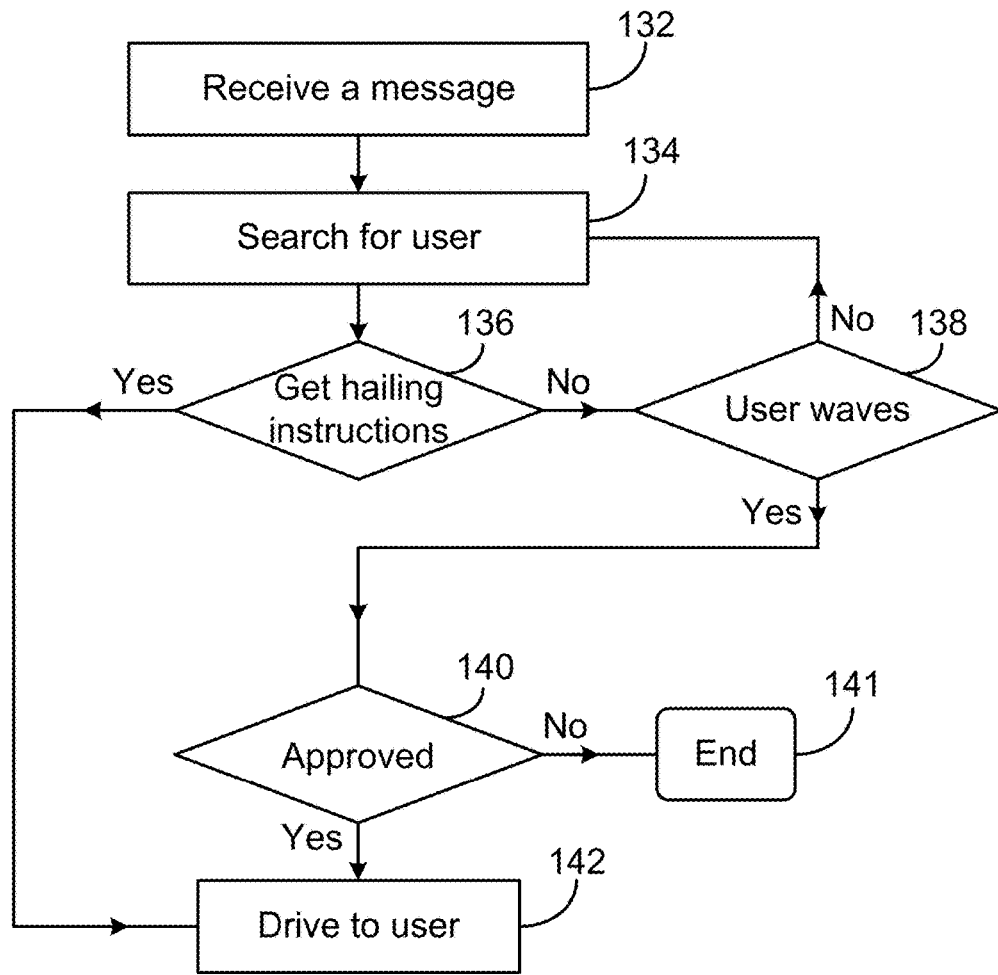 132
Receive a message
134
Search for user
136
No
138
Yes
Get hailing
instructions
No
User waves
Yes
140
141
No
Approved
End
Yes
142
Drive to user